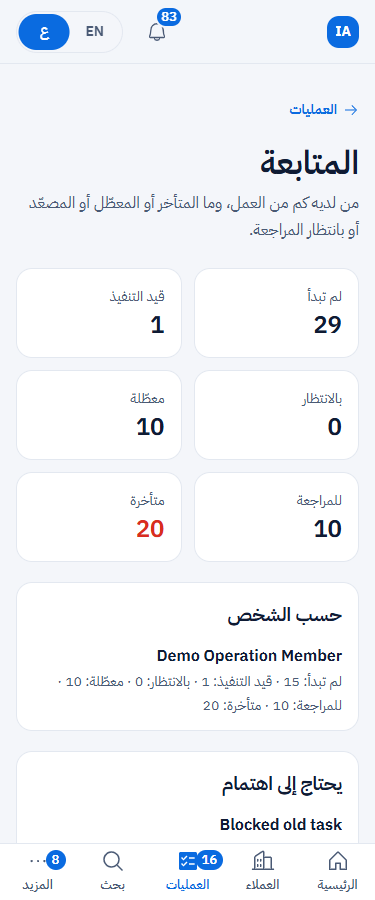 IA
83
EN
ع
العمليات
المتابعة
من لديه كم من العمل، وما المتأخر أو المعطّل أو المصعّد
أو بانتظار المراجعة.
لم تبدأ
29
قيد التنفيذ
1
بالانتظار
0
معطّلة
10
للمراجعة
10
متأخرة
20
حسب الشخص
Demo Operation Member
لم تبدأ: 15 · قيد التنفيذ: 1 · بالانتظار: 0 · معطّلة: 10 ·
للمراجعة: 10 · متأخرة: 20
يحتاج إلى اهتمام
Blocked old task
الرئيسية
العملاء
16
العمليات
بحث
8
المزيد